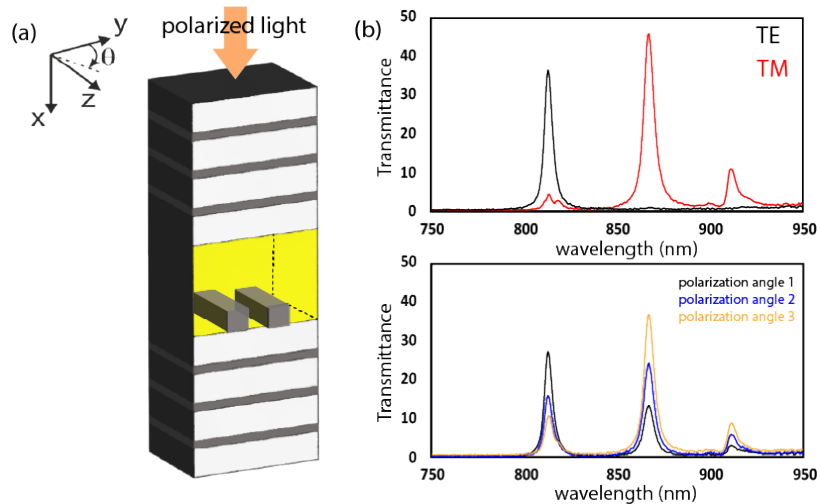 (a)
polarized light
y
θ
z
x
(b)
50
40
30
20
10
0
Transmittance
TE
TM
750
800
850
900
950
wavelength (nm)
50
40
30
20
10
0
Transmittance
polarization angle 1
polarization angle 2
polarization angle 3
750
800
850
900
950
wavelength (nm)